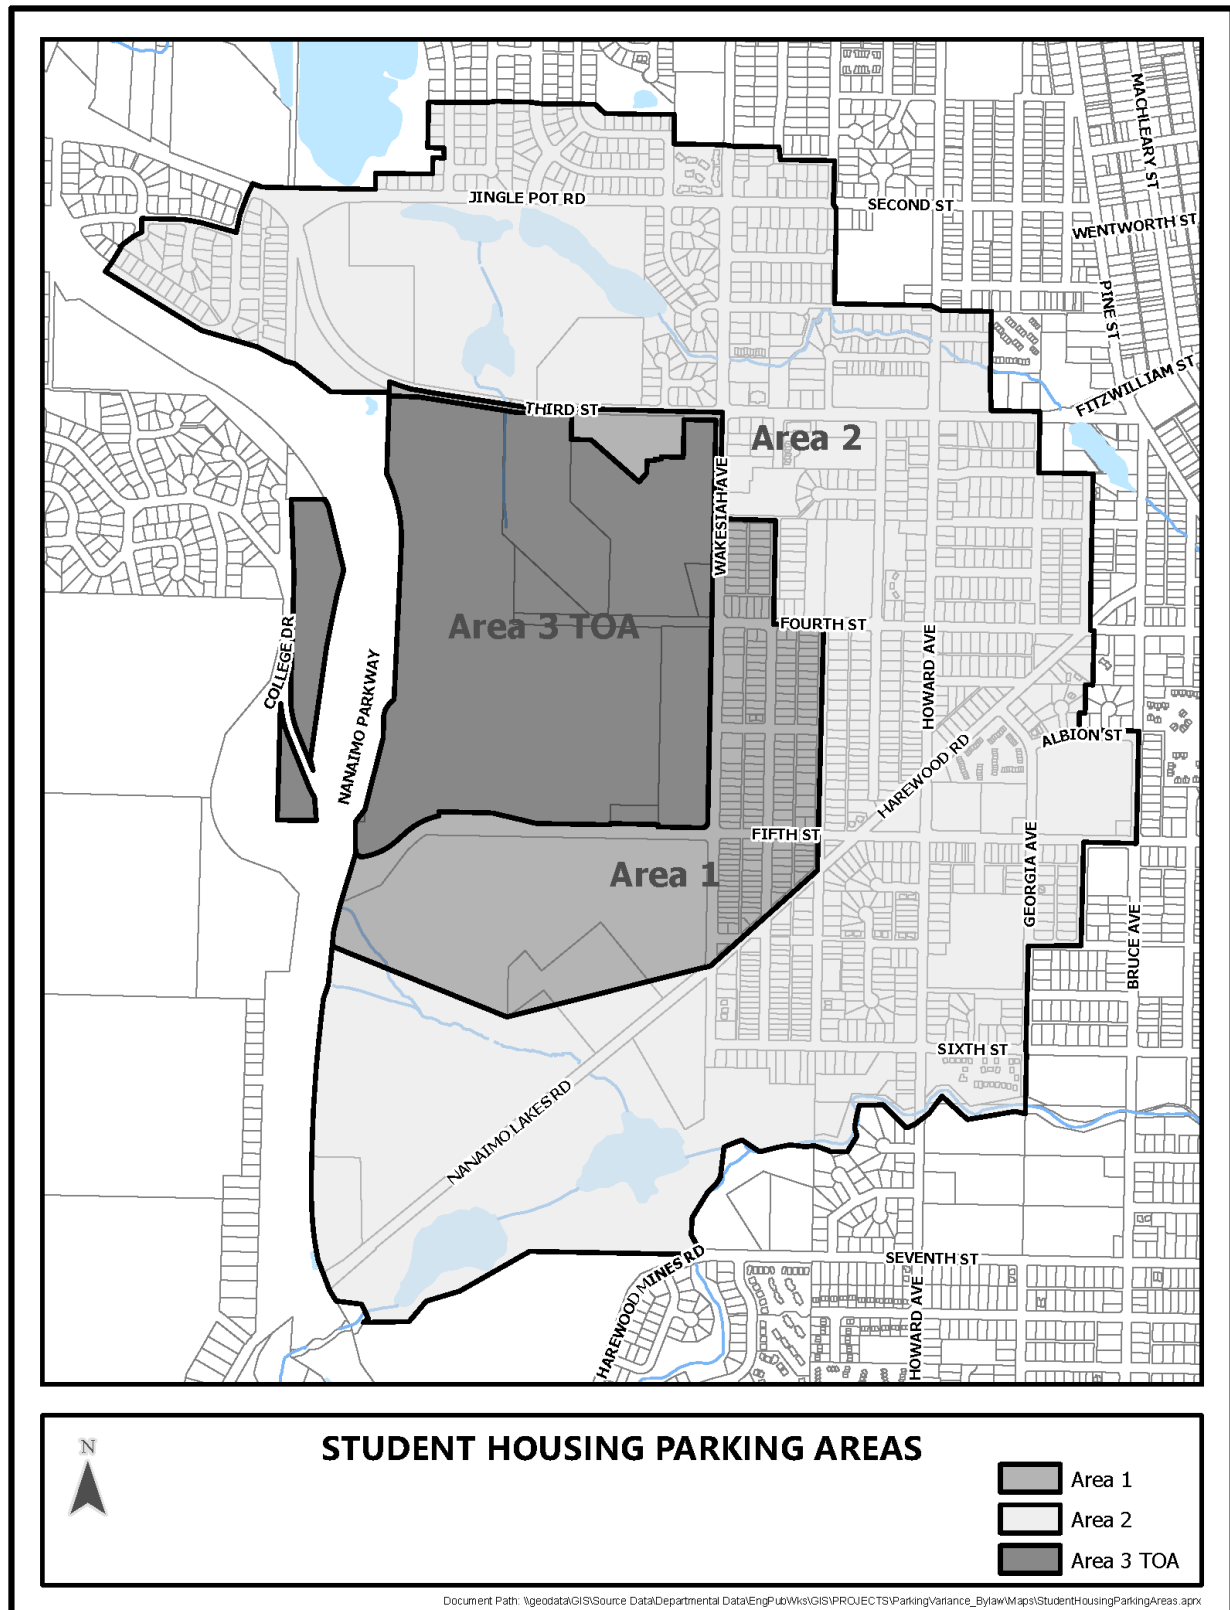 MACHLEARY ST
JINGLE POT RD
SECOND ST
WENTWORTH ST
PINE ST
FITZWILLIAM ST
THIRD ST
Area 2
WAKESIAH AVE
Area 3 TOA
FOURTH ST
COLLEGE DR
NANAIMO PARKWAY
HOWARD AVE
HAREWOOD RD
ALBION ST
FIFTH ST
Area 1
GEORGIA AVE
BRUCE AVE
SIXTH ST
NANAIMO LAKES RD
SEVENTH ST
HAREWOOD MINES RD
HOWARD AVE
N
STUDENT HOUSING PARKING AREAS
Area 1
Area 2
Area 3 TOA
Document Path: \\geodata\GIS\Source Data\Departmental Data\EngPubWks\GIS\PROJECTS\ParkingVariance_Bylaw\Maps\StudentHousingParkingAreas.aprx